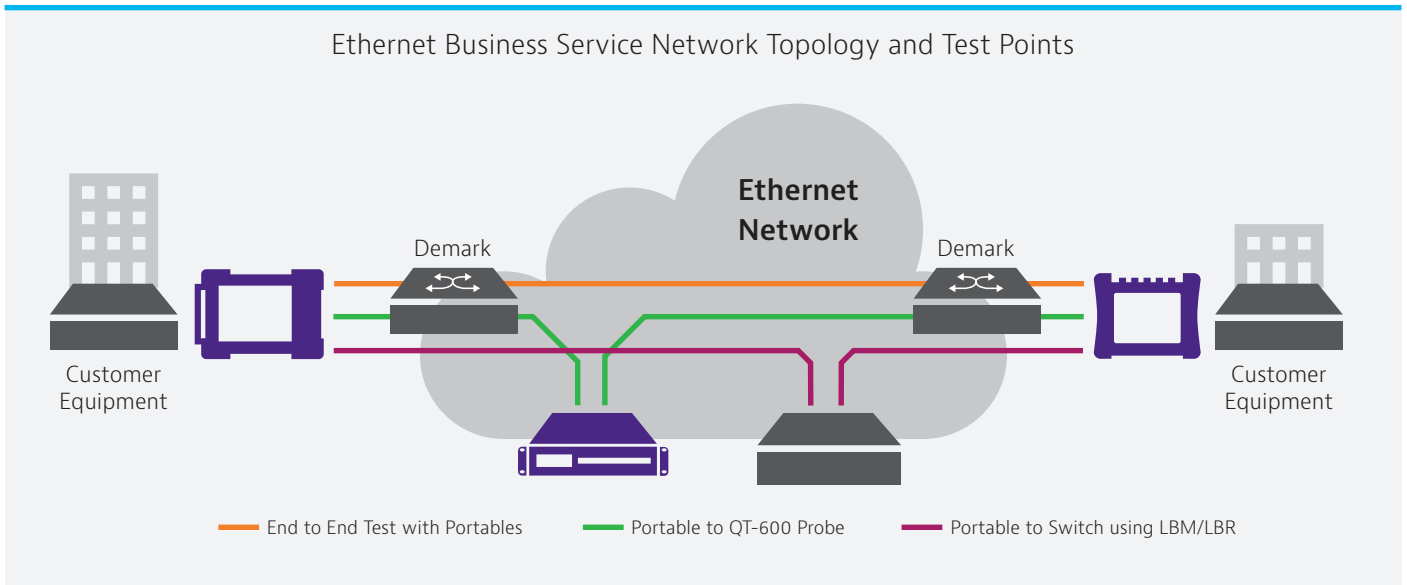 Ethernet Business Service Network Topology and Test Points
Ethernet
Network
Demark
Demark
Customer
Equipment
Customer
Equipment
End to End Test with Portables
Portable to QT-600 Probe
Portable to Switch using LBM/LBR